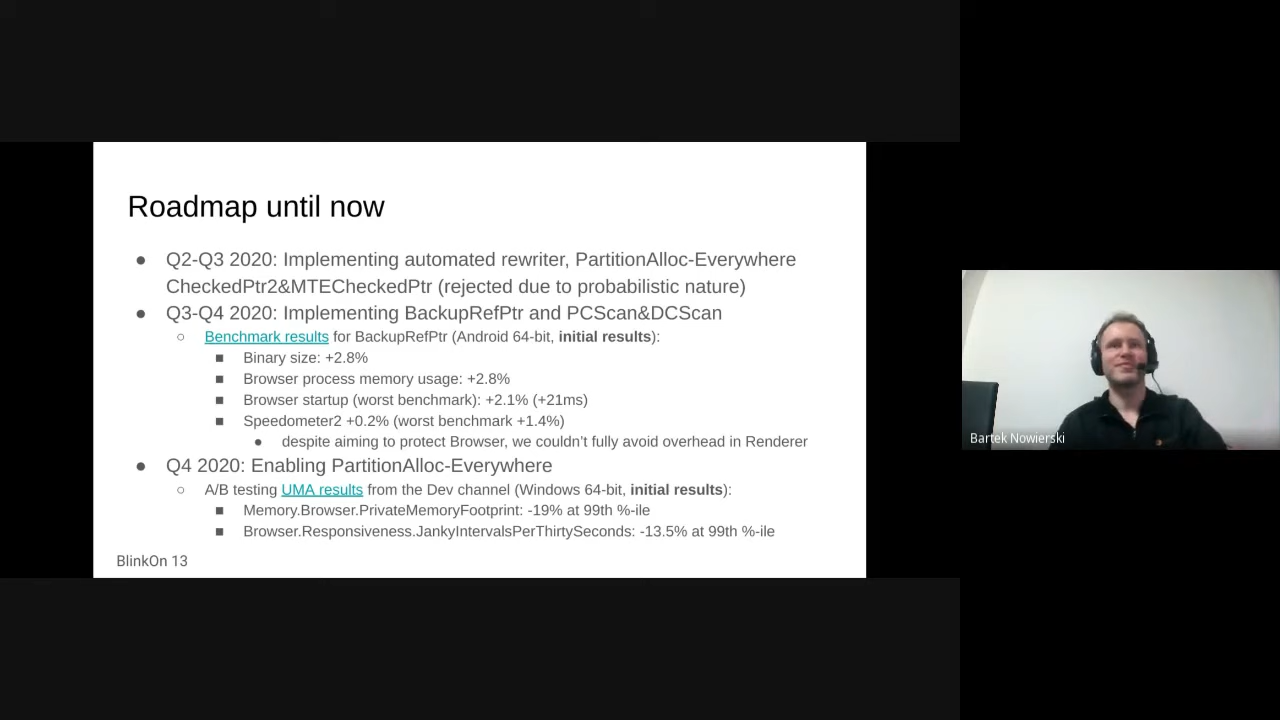 Roadmap until now
● Q2-Q3 2020: Implementing automated rewriter, PartitionAlloc-Everywhere
CheckedPtr2&MTECheckedPtr (rejected due to probabilistic nature)
● Q3-Q4 2020: Implementing BackupRefPtr and PCScan&DCScan
○ Benchmark results for BackupRefPtr (Android 64-bit, initial results):
■ Binary size: +2.8%
■ Browser process memory usage: +2.8%
■ Browser startup (worst benchmark): +2.1% (+21ms)
■ Speedometer2 +0.2% (worst benchmark +1.4%)
● despite aiming to protect Browser, we couldn't fully avoid overhead in Renderer
● Q4 2020: Enabling PartitionAlloc-Everywhere
○ A/B testing UMA results from the Dev channel (Windows 64-bit, initial results):
■ Memory.Browser.PrivateMemoryFootprint: -19% at 99th %-ile
■ Browser.Responsiveness.JankyIntervalsPerThirtySeconds: -13.5% at 99th %-ile
BlinkOn 13
Bartek Nowierski